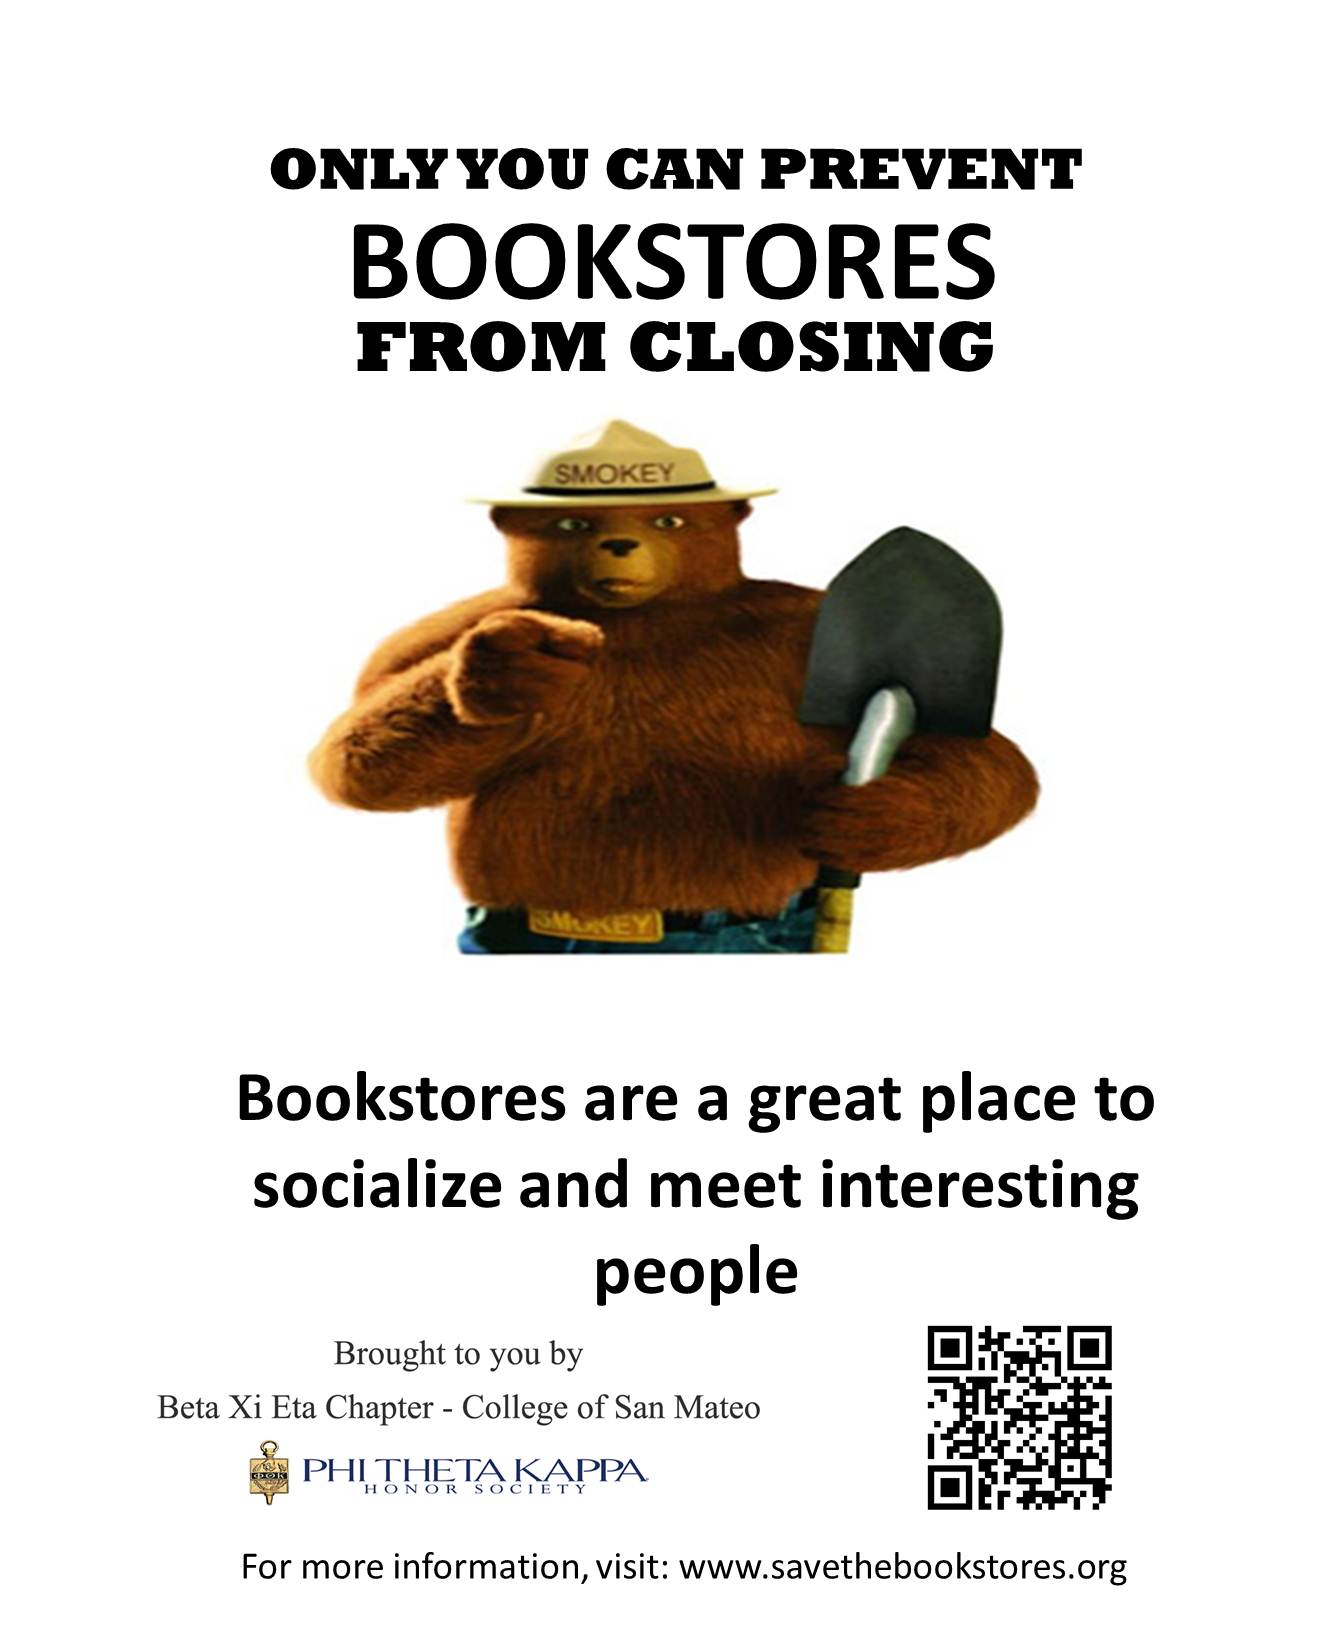 ONLY YOU CAN PREVENT
BOOKSTORES
FROM CLOSING
SMOKEY
SMOKEY
Bookstores are a great place to
socialize and meet interesting
people
Brought to you by
Beta Xi Eta Chapter - College of San Mateo
ΦΘΚ
PHI THETA KAPPA
HONOR SOCIETY
For more information, visit: www.savethebookstores.org